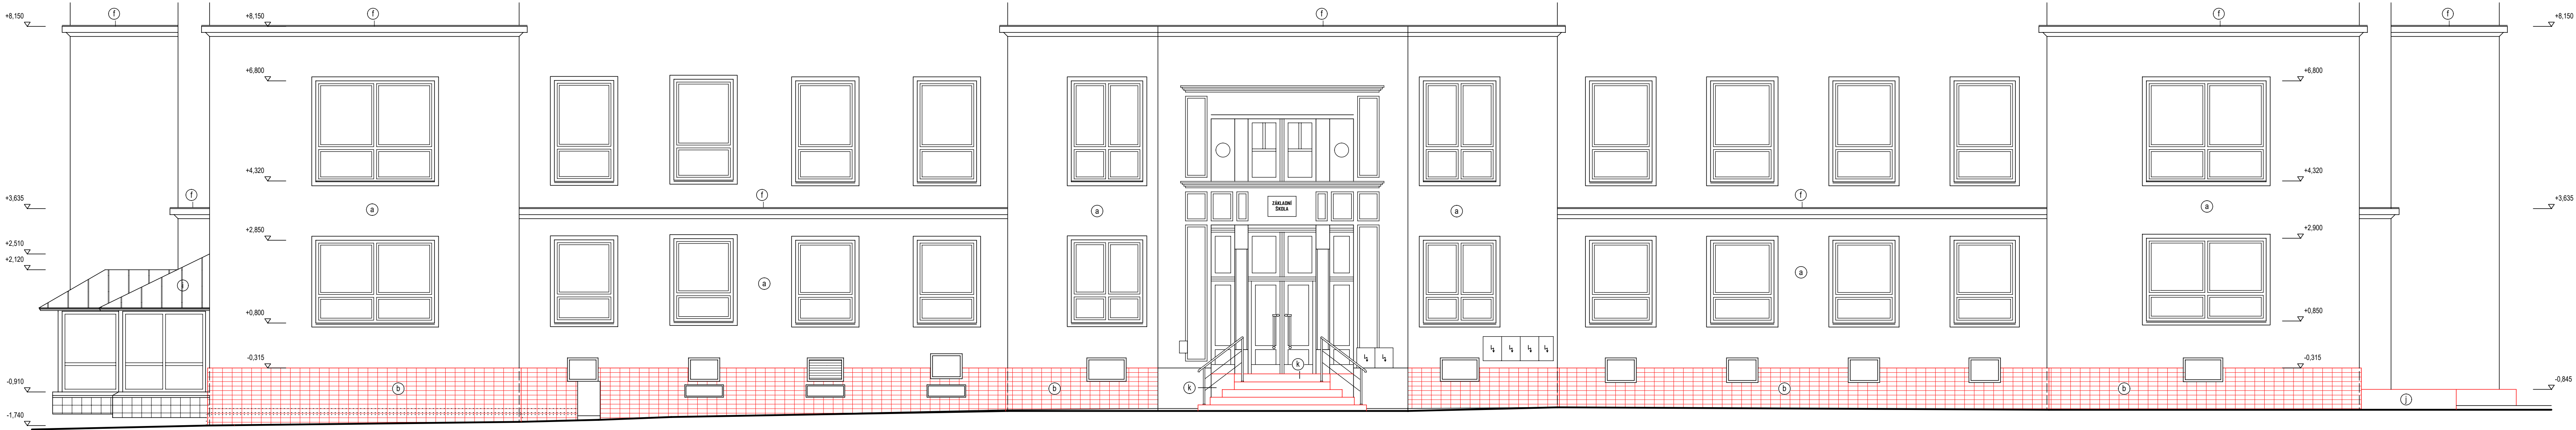 f
f
f
f
f
+8,150
+8,150
+8,150
+6,800
+6,800
+4,320
+4,320
f
f
f
+3,635
+3,635
ZÁKLADNÍ
ŠKOLA
a
a
a
a
+2,850
+2,900
+2,510
+2,120
a
a
i
+0,800
+0,850
-0,315
-0,315
k
-0,910
-0,845
b
b
k
b
b
j
-1,740